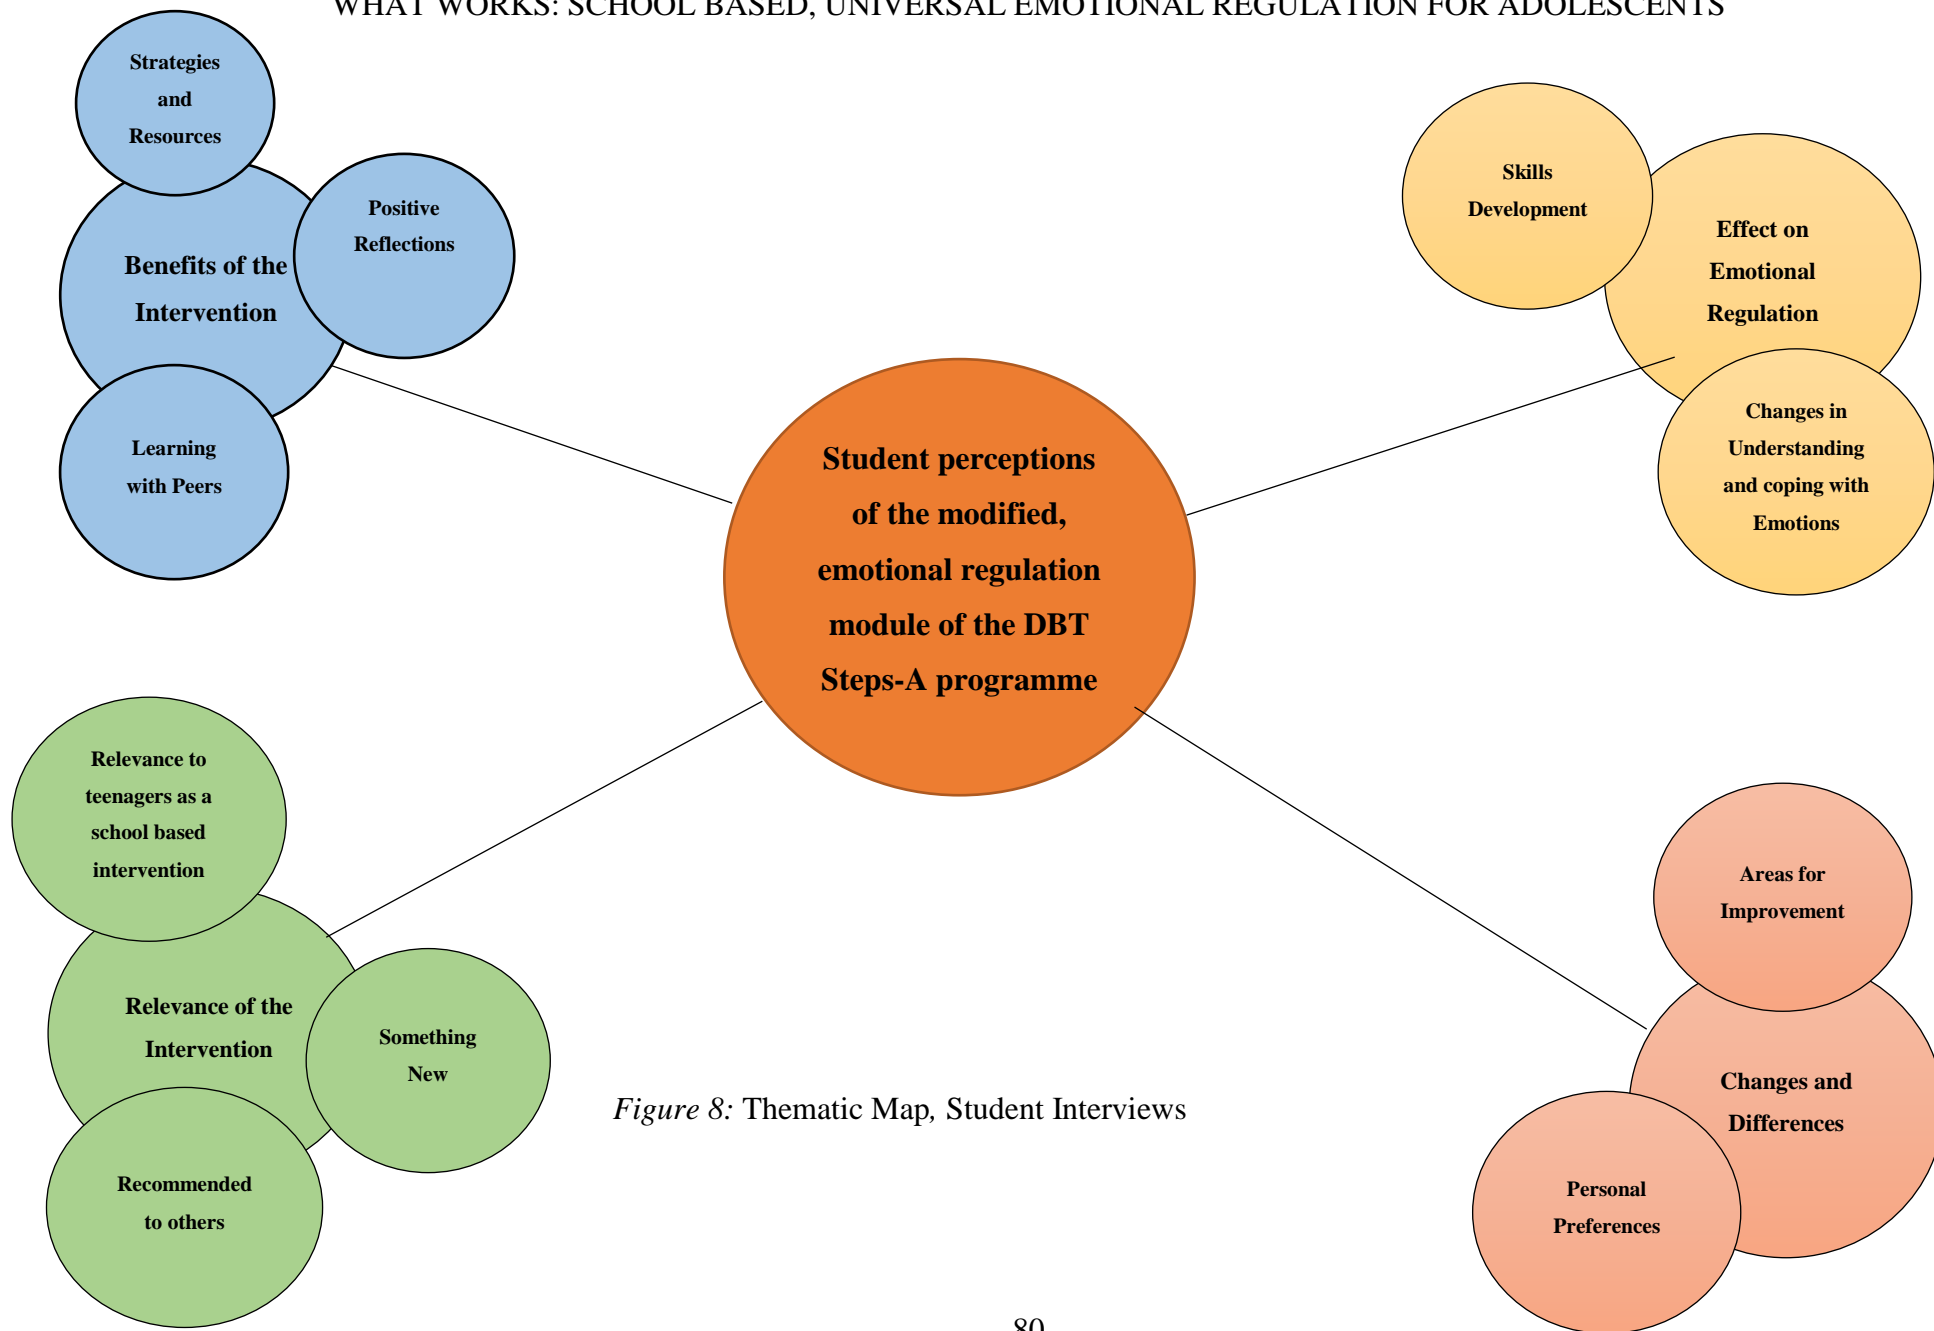 WHAT WORKS: SCHOOL BASED, UNIVERSAL EMOTIONAL REGULATION FOR ADOLESCENTS
Strategies
and
Resources
Positive
Reflections
Benefits of the
Intervention
Learning
with Peers
Skills
Development
Effect on
Emotional
Regulation
Changes in
Understanding
and coping with
Emotions
Student perceptions
of the modified,
emotional regulation
module of the DBT
Steps-A programme
Relevance to
teenagers as a
school based
intervention
Relevance of the
Intervention
Something
New
Recommended
to others
Areas for
Improvement
Changes and
Differences
Personal
Preferences
Figure 8: Thematic Map, Student Interviews
80